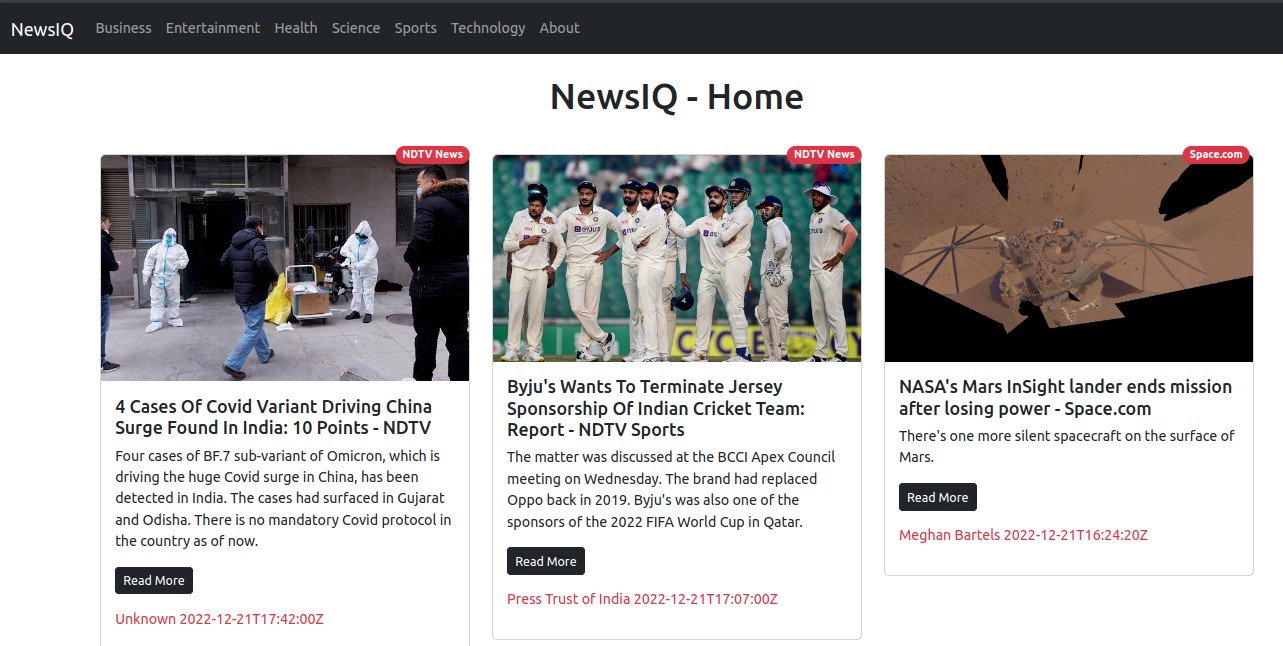 NewsIQ Business Entertainment Health Science Sports Technology About
NewsIQ - Home
NDTV News
4 Cases Of Covid Variant Driving China
Surge Found In India: 10 Points - NDTV
Four cases of BF.7 sub-variant of Omicron, which is
driving the huge Covid surge in China, has been
detected in India. The cases had surfaced in Gujarat
and Odisha. There is no mandatory Covid protocol in
the country as of now.
Read More
Unknown 2022-12-21T17:42:00Z
NDTV News
BYJU'S
CYCLE
Byju's Wants To Terminate Jersey
Sponsorship Of Indian Cricket Team:
Report - NDTV Sports
The matter was discussed at the BCCI Apex Council
meeting on Wednesday. The brand had replaced
Oppo back in 2019. Byju's was also one of the
sponsors of the 2022 FIFA World Cup in Qatar.
Read More
Press Trust of India 2022-12-21T17:07:00Z
Space.com
NASA's Mars InSight lander ends mission
after losing power - Space.com
There's one more silent spacecraft on the surface of
Mars.
Read More
Meghan Bartels 2022-12-21T16:24:20Z